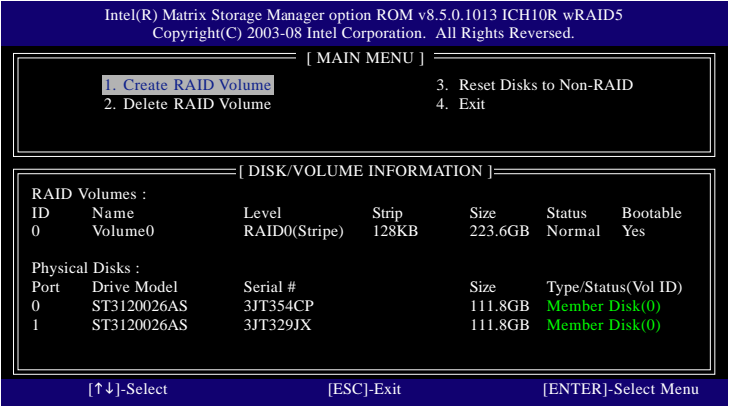 Intel(R) Matrix Storage Manager option ROM v8.5.0.1013 ICH10R wRAID5
Copyright(C) 2003-08 Intel Corporation. All Rights Reversed.
[ MAIN MENU ]
1. Create RAID Volume 3. Reset Disks to Non-RAID
2. Delete RAID Volume 4. Exit
[ DISK/VOLUME INFORMATION ]
RAID Volumes :
ID Name Level Strip Size Status Bootable
0 Volume0 RAID0(Stripe) 128KB 223.6GB Normal Yes
Physical Disks :
Port Drive Model Serial # Size Type/Status(Vol ID)
0 ST3120026AS 3JT354CP 111.8GB Member Disk(0)
1 ST3120026AS 3JT329JX 111.8GB Member Disk(0)
[↑↓]-Select [ESC]-Exit [ENTER]-Select Menu